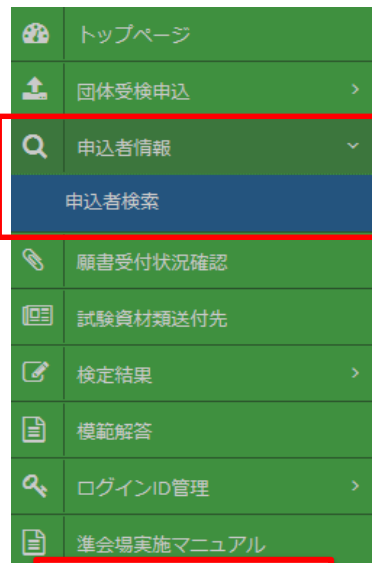 トップページ
団体受検申込
申込者情報
申込者検索
願書受付状況確認
試験資材類送付先
検定結果
模範解答
ログインID管理
準会場実施マニュアル